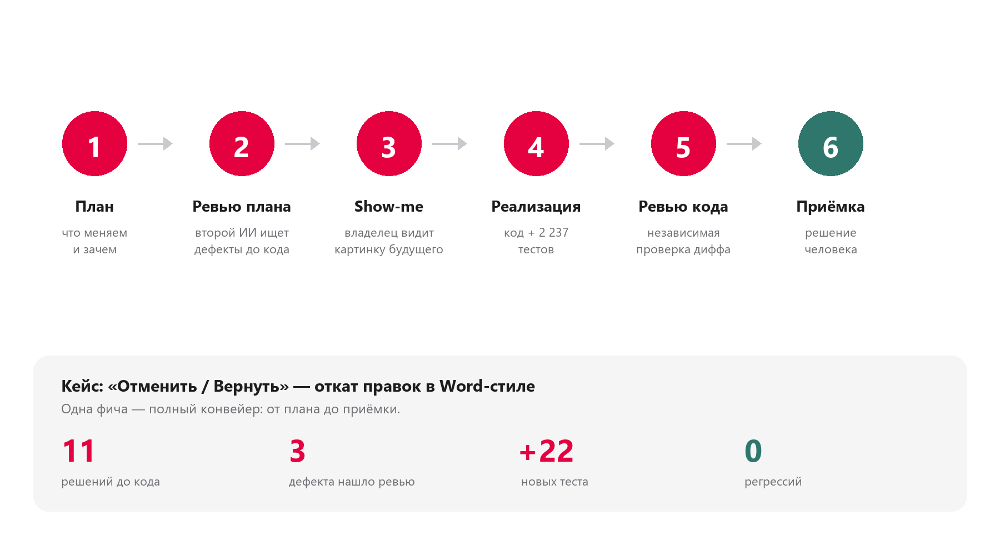 1
2
3
4
5
6
План
Ревью плана
Show-me
Реализация
Ревью кода
Приёмка
что меняем
и зачем
второй ИИ ищет
дефекты до кода
владелец видит
картинку будущего
код + 2 237
тестов
независимая
проверка диффа
решение
человека
Кейс: «Отменить / Вернуть» — откат правок в Word-стиле
Одна фича — полный конвейер: от плана до приёмки.
11
решений до кода
3
дефекта нашло ревью
+22
новых теста
0
регрессий